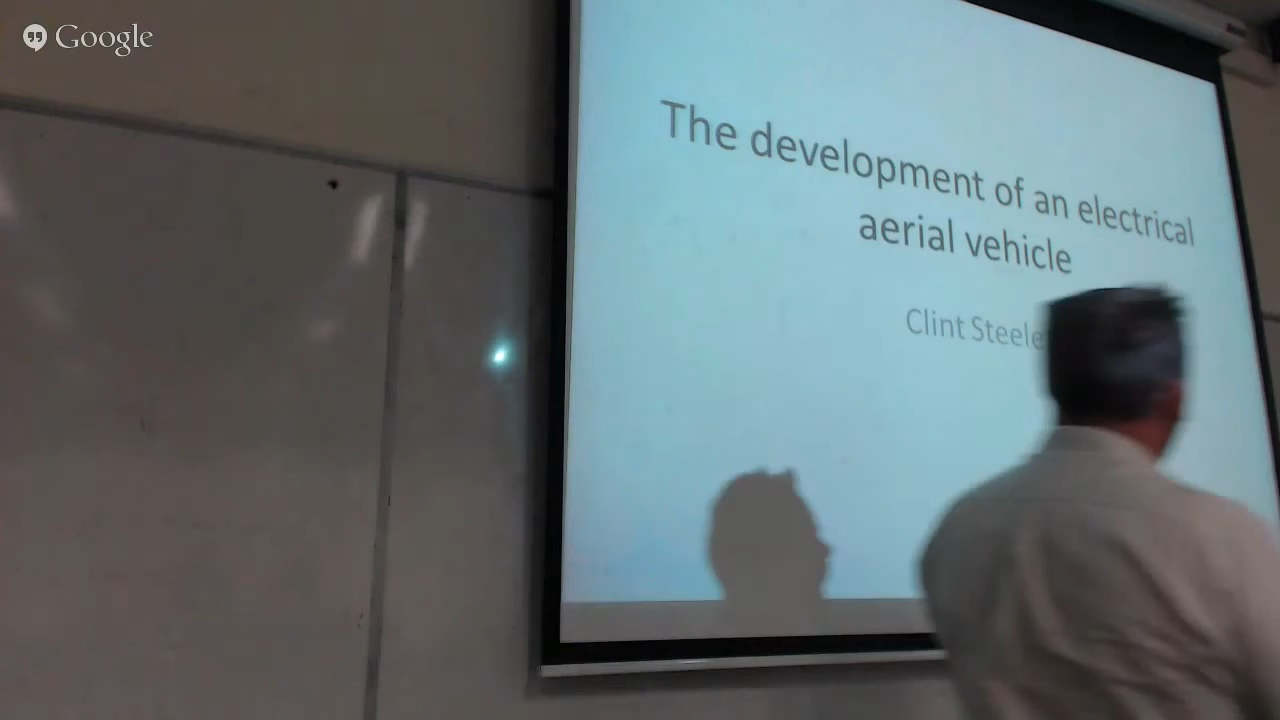 Google
The development of an electrical
aerial vehicle
Clint Steele